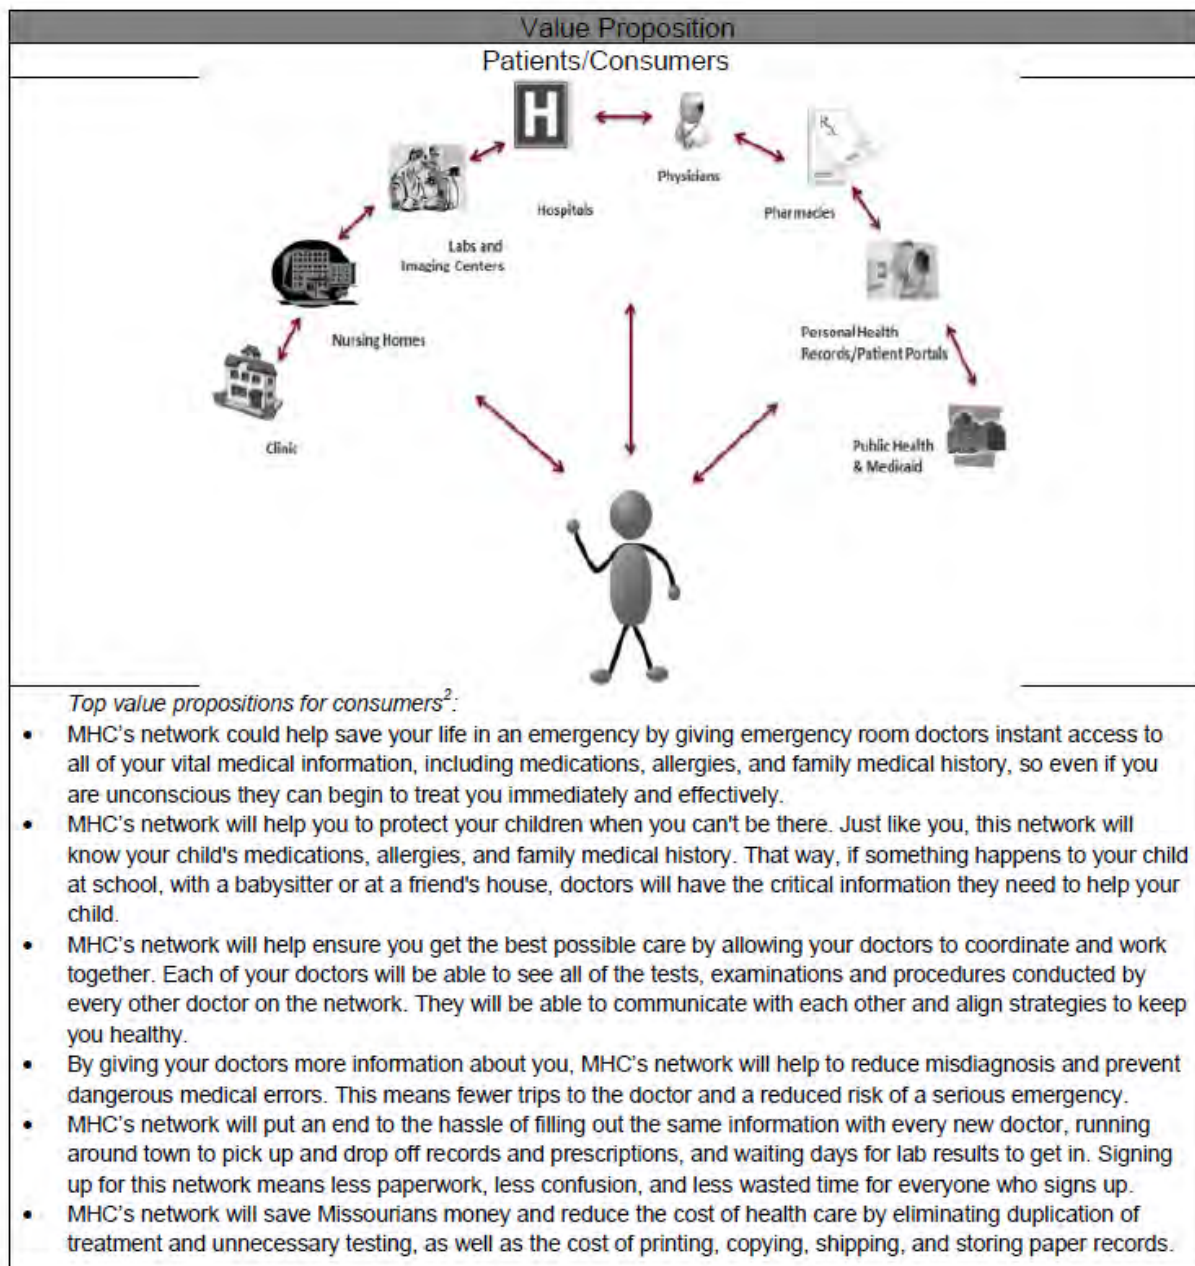 Value Proposition
Patients/Consumers
H
Rx
Physicians
Hospitals
Pharmacies
Labs and
Imaging Centers
Nursing Homes
Personal Health
Records/Patient Portals
Clinic
Public Health
& Medicaid
Top value propositions for consumers2:
• MHC's network could help save your life in an emergency by giving emergency room doctors instant access to
all of your vital medical information, including medications, allergies, and family medical history, so even if you
are unconscious they can begin to treat you immediately and effectively.
• MHC's network will help you to protect your children when you can't be there. Just like you, this network will
know your child's medications, allergies, and family medical history. That way, if something happens to your child
at school, with a babysitter or at a friend's house, doctors will have the critical information they need to help your
child.
• MHC's network will help ensure you get the best possible care by allowing your doctors to coordinate and work
together. Each of your doctors will be able to see all of the tests, examinations and procedures conducted by
every other doctor on the network. They will be able to communicate with each other and align strategies to keep
you healthy.
• By giving your doctors more information about you, MHC's network will help to reduce misdiagnosis and prevent
dangerous medical errors. This means fewer trips to the doctor and a reduced risk of a serious emergency.
• MHC's network will put an end to the hassle of filling out the same information with every new doctor, running
around town to pick up and drop off records and prescriptions, and waiting days for lab results to get in. Signing
up for this network means less paperwork, less confusion, and less wasted time for everyone who signs up.
• MHC's network will save Missourians money and reduce the cost of health care by eliminating duplication of
treatment and unnecessary testing, as well as the cost of printing, copying, shipping, and storing paper records.